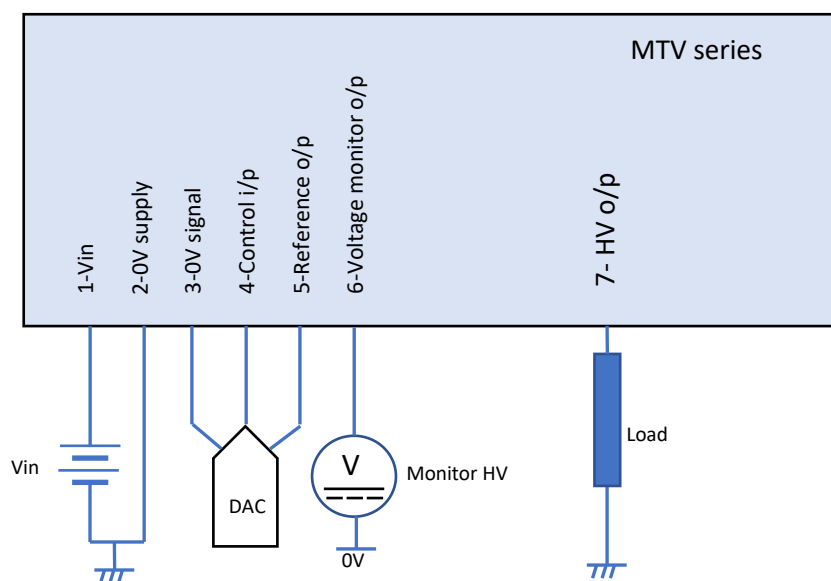 MTV series
1-Vin
2-0V supply
3-0V signal
4-Control i/p
5-Reference o/p
6-Voltage monitor o/p
7- HV o/p
Vin
DAC
V
Monitor HV
0V
Load